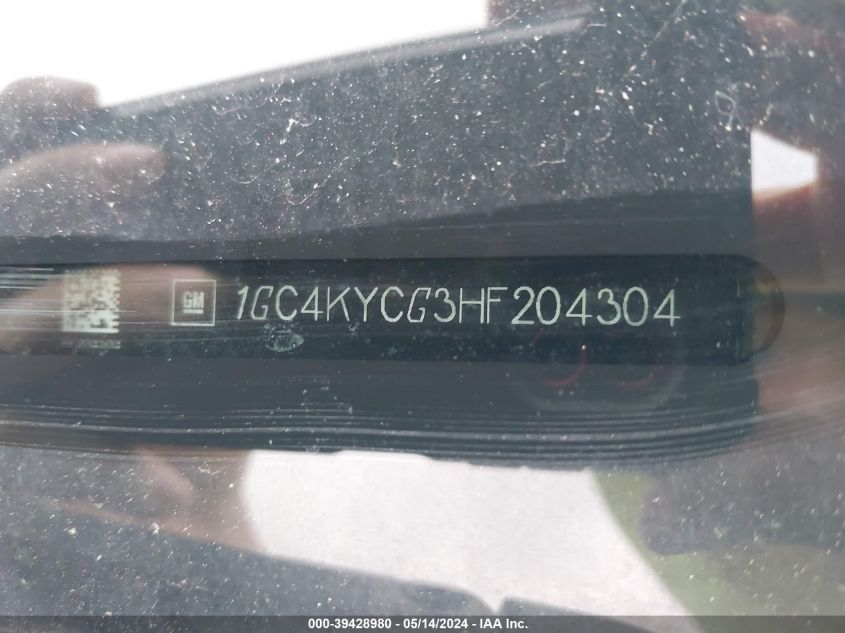 GM 1GC4KYCG3HF204304
000-39428980 / 05/14/2024 - IAA Inc.